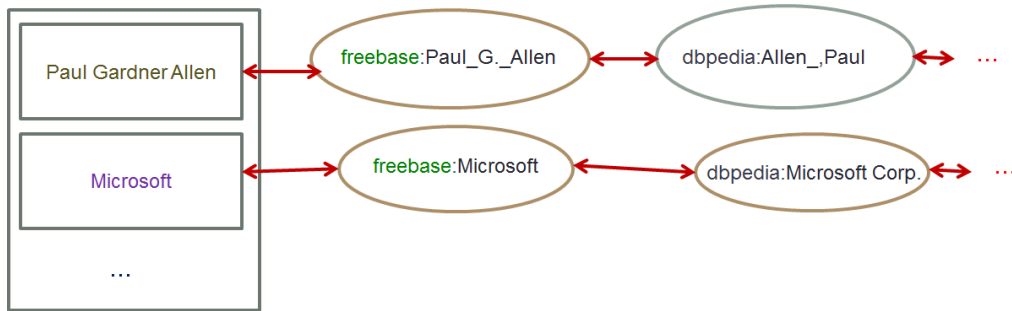 Paul Gardner Allen
freebase:Paul_G._Allen
dbpedia:Allen_,Paul
...
Microsoft
freebase:Microsoft
dbpedia:Microsoft Corp.
...
...